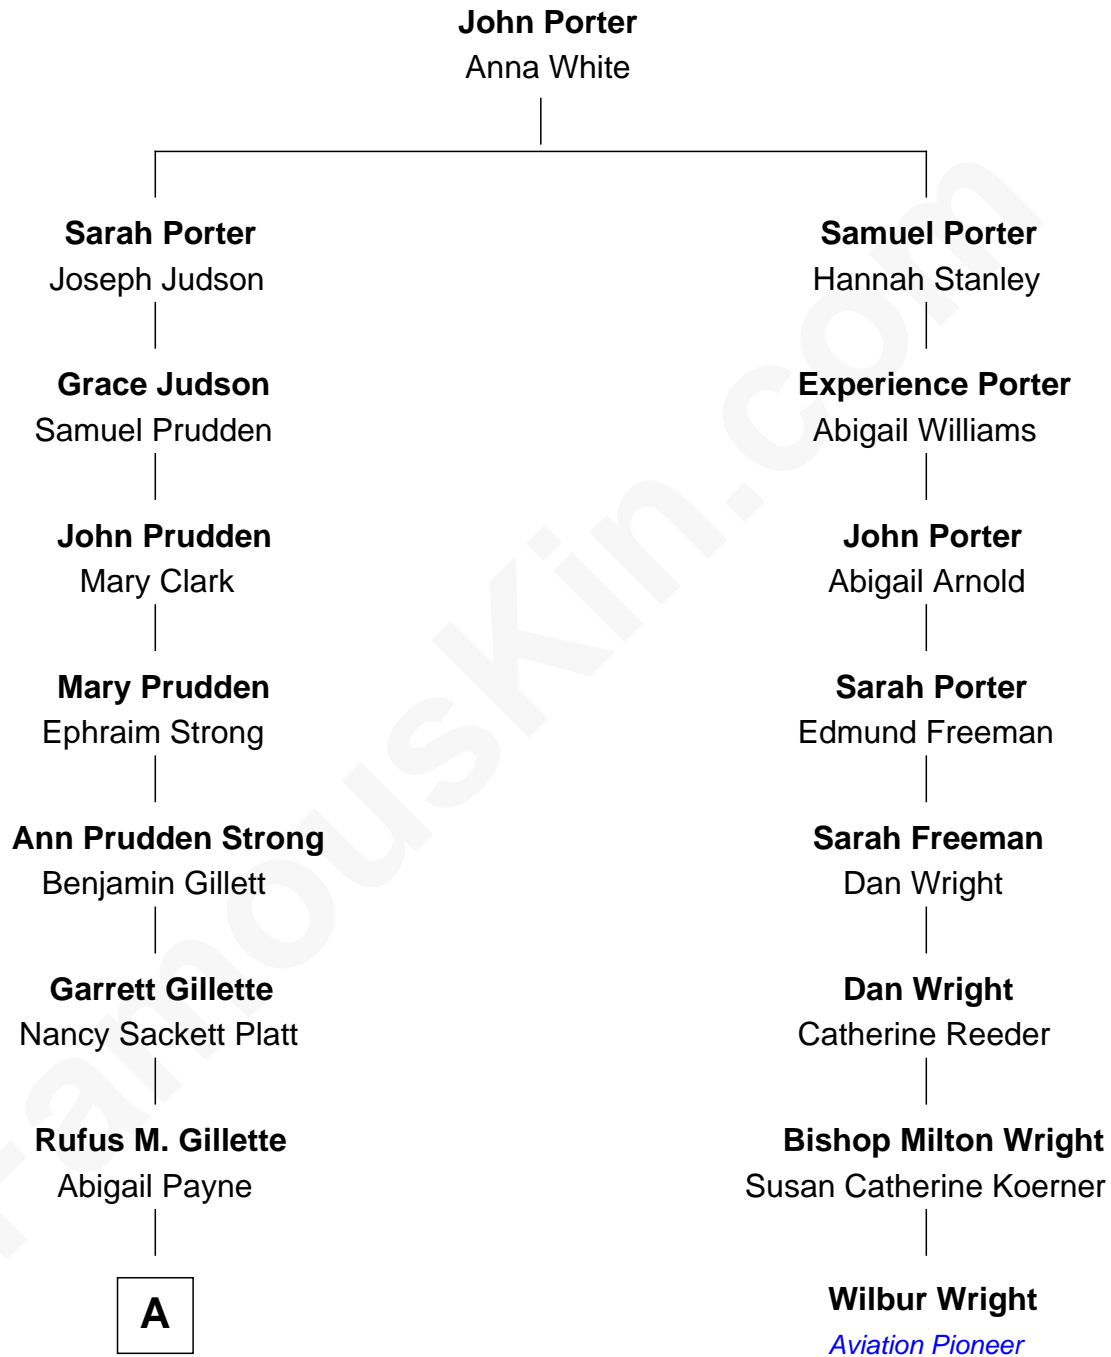 John Porter
Anna White
Sarah Porter
Joseph Judson
Samuel Porter
Hannah Stanley
Grace Judson
Samuel Prudden
Experience Porter
Abigail Williams
John Prudden
Mary Clark
John Porter
Abigail Arnold
Mary Prudden
Ephraim Strong
Sarah Porter
Edmund Freeman
Ann Prudden Strong
Benjamin Gillett
Sarah Freeman
Dan Wright
Garrett Gillette
Nancy Sackett Platt
Dan Wright
Catherine Reeder
Rufus M. Gillette
Abigail Payne
Bishop Milton Wright
Susan Catherine Koerner
A
Wilbur Wright
Aviation Pioneer
FamousKin.com